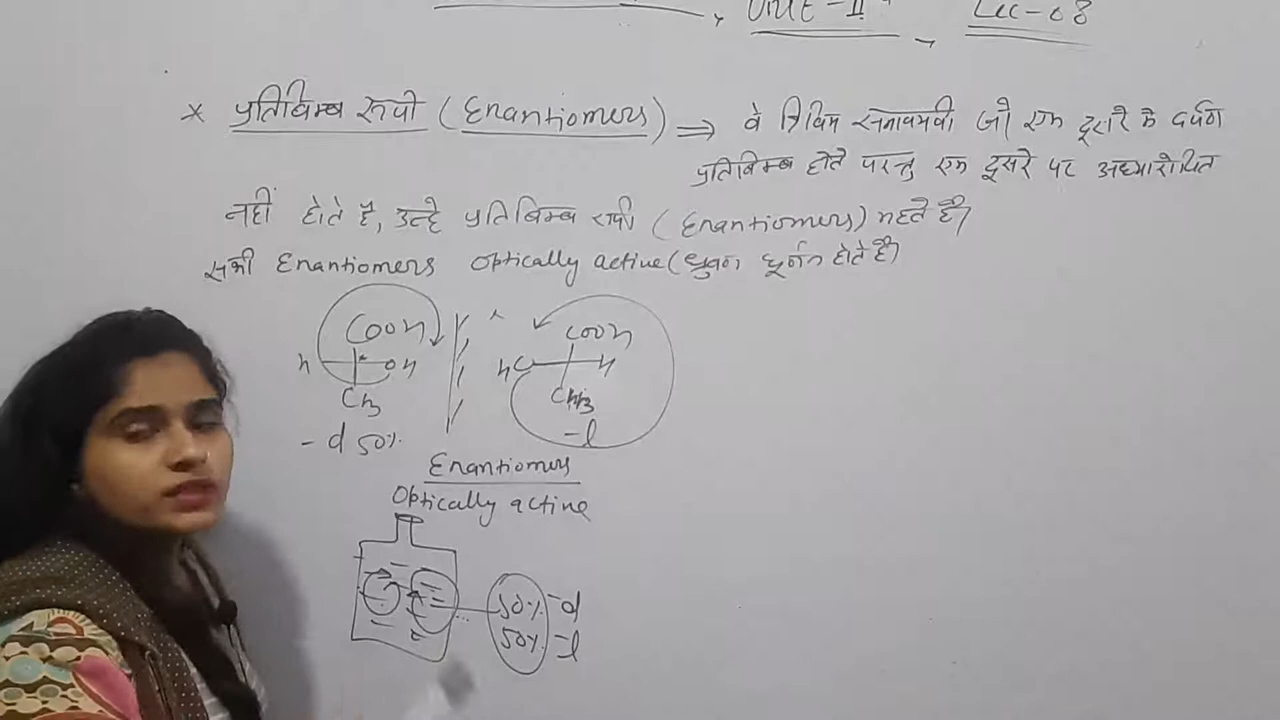 Unit - II , Lec - 08
* प्रतिबिम्ब रूपी (Enantiomers) ⇒ वे त्रिविम समावयवी जो एक दूसरे के दर्पण
प्रतिबिम्ब होते परन्तु एक दूसरे पर अध्यारोपित
नहीं होते है, उन्हे प्रतिबिम्ब रूपी (Enantiomers) कहते है।
सभी Enantiomers Optically active (ध्रुवण घूर्णन होते है)
COOH COOH
H OH HO H
CH3 CH3
- d 50% - l
Enantiomers
Optically active
50% - d
50% - l